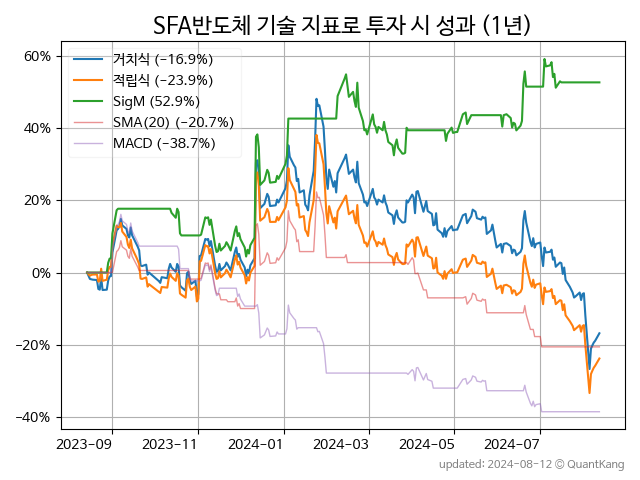 SFA반도체 기술 지표로 투자 시 성과 (1년)
거치식 (−16.9%)
적립식 (−23.9%)
SigM (52.9%)
SMA(20) (−20.7%)
MACD (−38.7%)
60%
40%
20%
0%
−20%
−40%
2023-09 2023-11 2024-01 2024-03 2024-05 2024-07
updated: 2024-08-12 © QuantKang